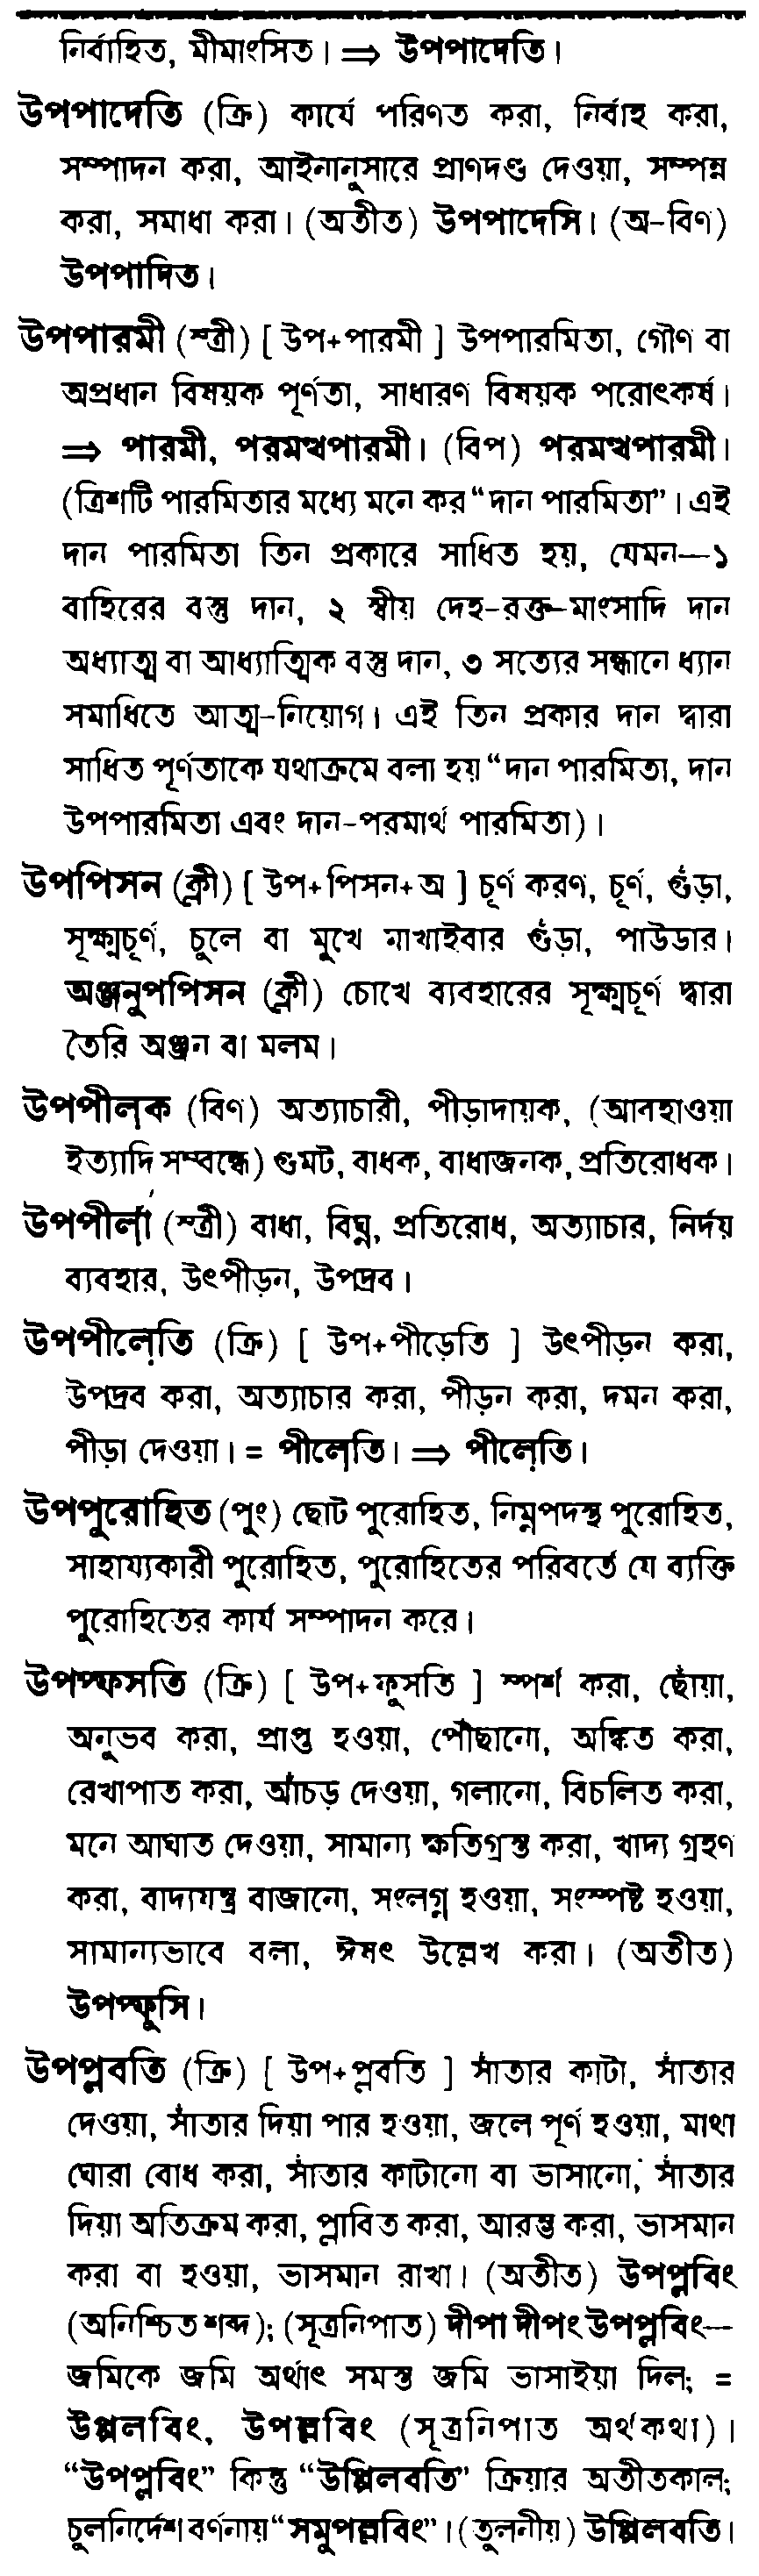 নির্বাহিত, মীমাংসিত। ⇒ উপপাদেতি।
উপপাদেতি (ক্রি) কার্যে পরিণত করা, নির্বাহ করা,
সম্পাদন করা, আইনানুসারে প্রাণদণ্ড দেওয়া, সম্পন্ন
করা, সমাধা করা। (অতীত) উপপাদেসি। (অ-বিণ)
উপপাদিত।
উপপারমী (স্ত্রী) [ উপ+পারমী ] উপপারমিতা, গৌণ বা
অপ্রধান বিষয়ক পূর্ণতা, সাধারণ বিষয়ক পরোৎকর্ষ।
⇒ পারমী, পরমত্থপারমী। (বিপ) পরমত্থপারমী।
(ত্রিশটি পারমিতার মধ্যে মনে কর “দান পারমিতা”। এই
দান পারমিতা তিন প্রকারে সাধিত হয়, যেমন—১
বাহিরের বস্তু দান, ২ স্বীয় দেহ-রক্ত-মাংসাদি দান
অধ্যাত্ম বা আধ্যাত্মিক বস্তু দান, ৩ সত্যের সন্ধানে ধ্যান
সমাধিতে আত্ম-নিয়োগ। এই তিন প্রকার দান দ্বারা
সাধিত পূর্ণতাকে যথাক্রমে বলা হয় “দান পারমিতা, দান
উপপারমিতা এবং দান-পরমার্থ পারমিতা)।
উপপিসন (ক্লী) [ উপ+পিসন+অ ] চূর্ণ করণ, চূর্ণ, গুঁড়া,
সূক্ষ্মচূর্ণ, চুলে বা মুখে মাখাইবার গুঁড়া, পাউডার।
অঞ্জনুপপিসন (ক্লী) চোখে ব্যবহারের সূক্ষ্মচূর্ণ দ্বারা
তৈরি অঞ্জন বা মলম।
উপপীলক (বিণ) অত্যাচারী, পীড়াদায়ক, (আবহাওয়া
ইত্যাদি সম্বন্ধে) গুমট, বাধক, বাধাজনক, প্রতিরোধক।
উপপীলা (স্ত্রী) বাধা, বিঘ্ন, প্রতিরোধ, অত্যাচার, নির্দয়
ব্যবহার, উৎপীড়ন, উপদ্রব।
উপপীলেতি (ক্রি) [ উপ+পীড়েতি ] উৎপীড়ন করা,
উপদ্রব করা, অত্যাচার করা, পীড়ন করা, দমন করা,
পীড়া দেওয়া। = পীলেতি। ⇒ পীলেতি।
উপপুরোহিত (পুং) ছোট পুরোহিত, নিম্নপদস্থ পুরোহিত,
সাহায্যকারী পুরোহিত, পুরোহিতের পরিবর্তে যে ব্যক্তি
পুরোহিতের কার্য সম্পাদন করে।
উপস্ফসতি (ক্রি) [ উপ+ফুসতি ] স্পর্শ করা, ছোঁয়া,
অনুভব করা, প্রাপ্ত হওয়া, পৌঁছানো, অঙ্কিত করা,
রেখাপাত করা, আঁচড় দেওয়া, গলানো, বিচলিত করা,
মনে আঘাত দেওয়া, সামান্য ক্ষতিগ্রস্ত করা, খাদ্য গ্রহণ
করা, বাদ্যযন্ত্র বাজানো, সংলগ্ন হওয়া, সংস্পষ্ট হওয়া,
সামান্যভাবে বলা, ঈষৎ উল্লেখ করা। (অতীত)
উপস্ফুসি।
উপপ্লবতি (ক্রি) [ উপ+প্লবতি ] সাঁতার কাটা, সাঁতার
দেওয়া, সাঁতার দিয়া পার হওয়া, জলে পূর্ণ হওয়া, মাথা
ঘোরা বোধ করা, সাঁতার কাটানো বা ভাসানো, সাঁতার
দিয়া অতিক্রম করা, প্লাবিত করা, আরম্ভ করা, ভাসমান
করা বা হওয়া, ভাসমান রাখা। (অতীত) উপপ্লবিং
(অনিশ্চিত শব্দ); (সূত্রনিপাত) দীপা দীপং উপপ্লবিং—
জমিকে জমি অর্থাৎ সমস্ত জমি ভাসাইয়া দিল; =
উপ্পলবিং, উপল্লবিং (সূত্রনিপাত অর্থকথা)।
“উপপ্লবিং” কিন্তু “উপ্পিলবতি” ক্রিয়ার অতীতকাল;
চুলনির্দেশ বর্ণনায় “সমুপল্লবিং”। (তুলনীয়) উপ্পিলবতি।